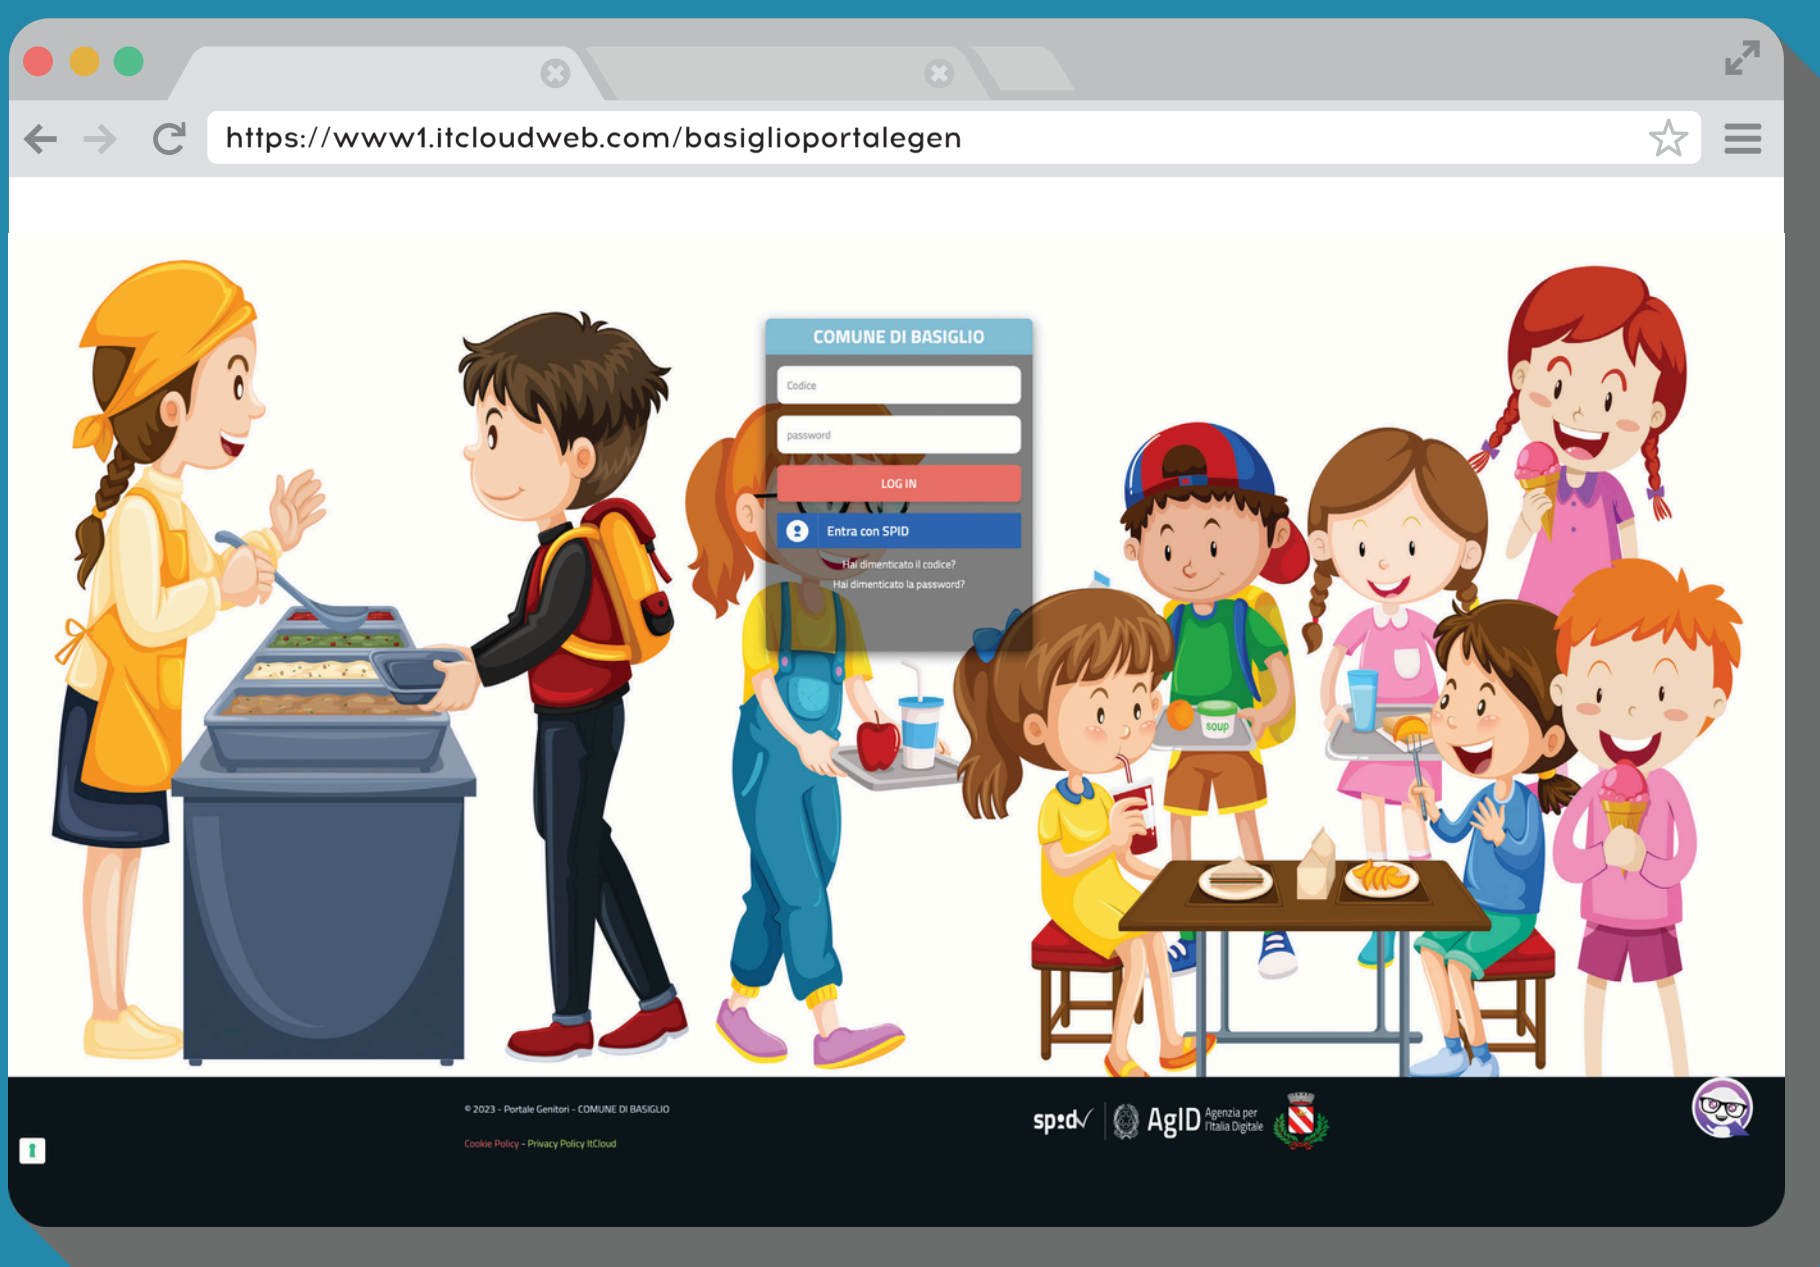 https://www1.itcloudweb.com/basiglioportalegen
COMUNE DI BASIGLIO
Codice
password
LOG IN
Entra con SPID
Hai dimenticato il codice?
Hai dimenticato la password?
soup
© 2023 - Portale Genitori - COMUNE DI BASIGLIO
Cookie Policy - Privacy Policy ItCloud
spid
AgID
Agenzia per
l'Italia Digitale